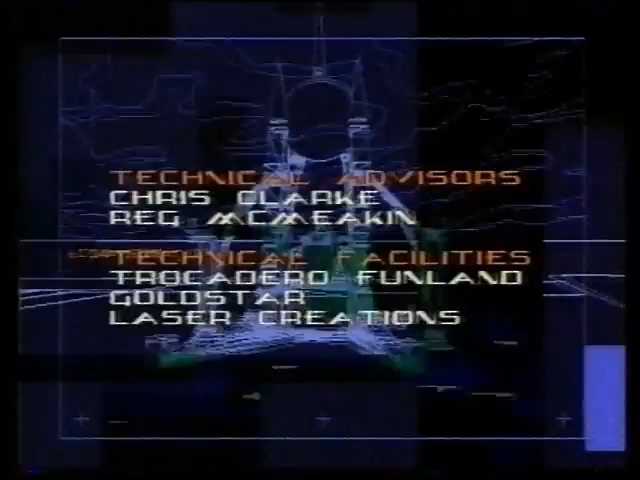 TECHNICAL ADVISORS
CHRIS CLARKE
REG MCMEAKIN
TECHNICAL FACILITIES
TROCADERO FUNLAND
GOLDSTAR
LASER CREATIONS